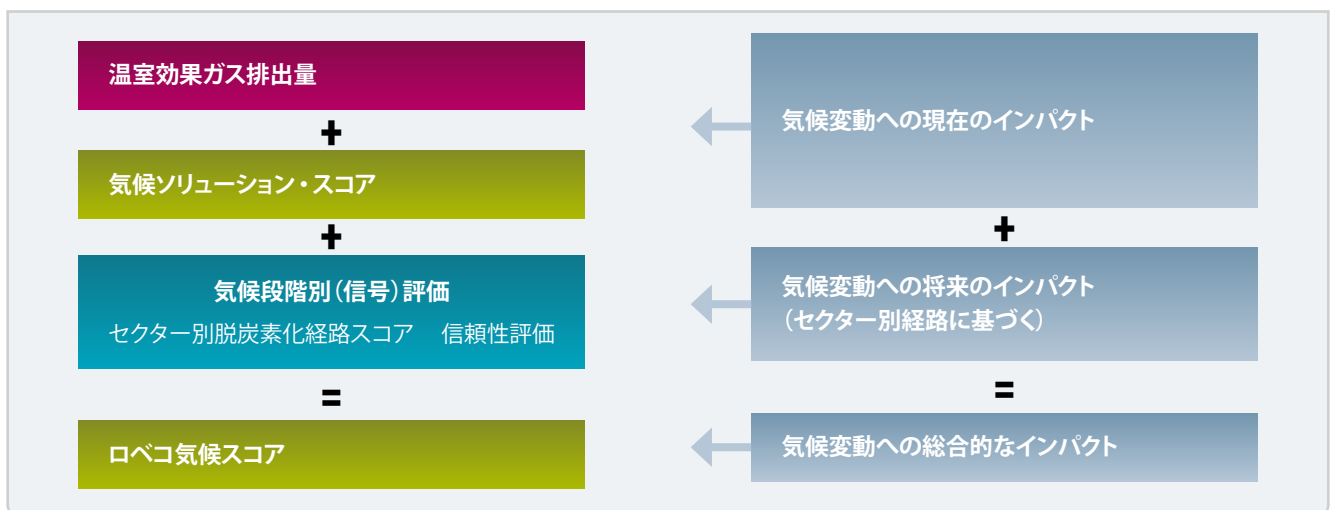 温室効果ガス排出量
+
気候ソリューション・スコア
+
気候段階別(信号)評価
セクター別脱炭素化経路スコア 信頼性評価
=
ロベコ気候スコア
気候変動への現在のインパクト
+
気候変動への将来のインパクト
(セクター別経路に基づく)
=
気候変動への総合的なインパクト